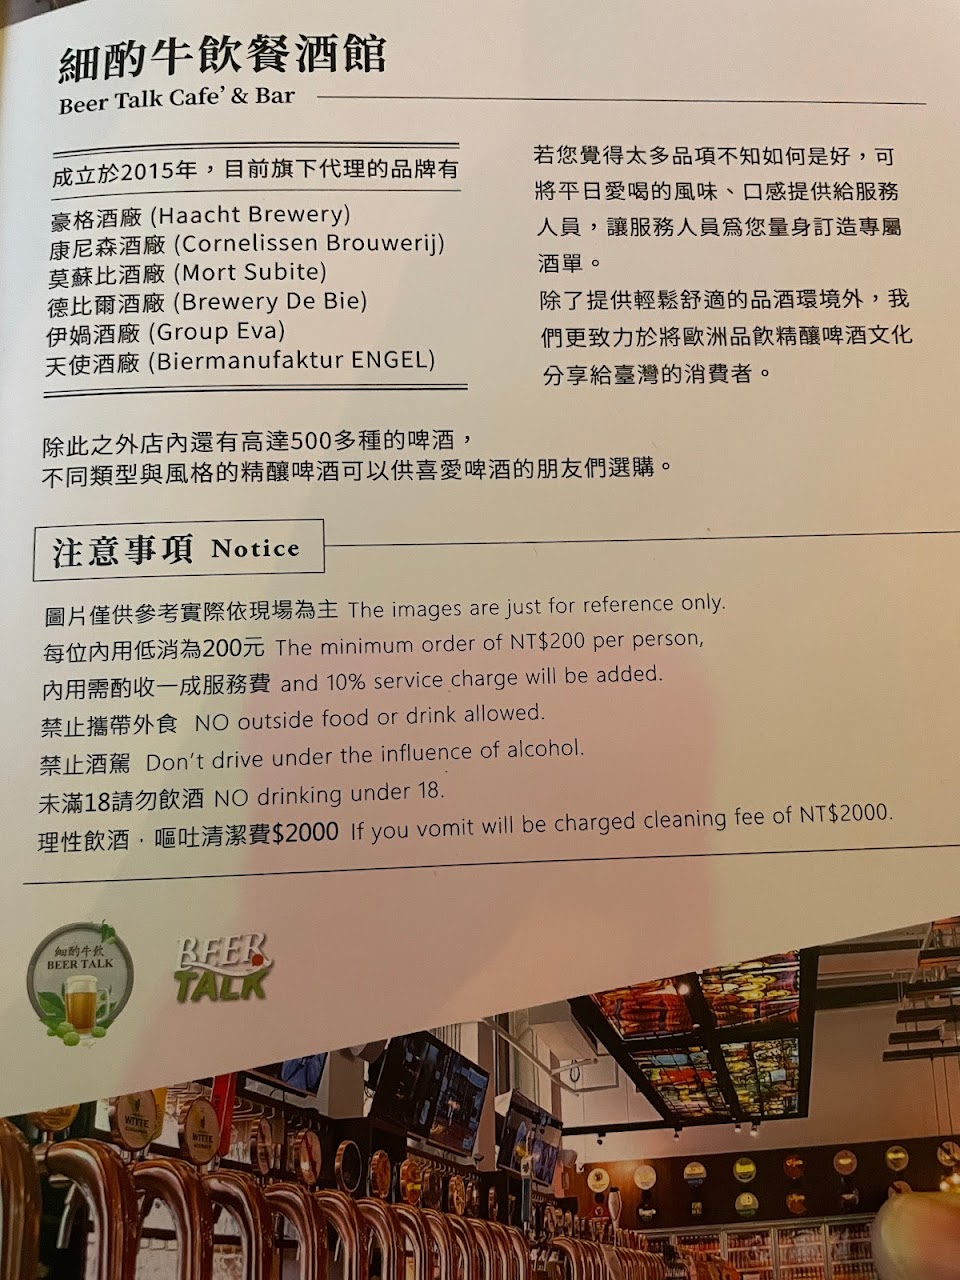 細酌牛飲餐酒館
Beer Talk Cafe’ & Bar
成立於2015年，目前旗下代理的品牌有
豪格酒廠 (Haacht Brewery)
康尼森酒廠 (Cornelissen Brouwerij)
莫蘇比酒廠 (Mort Subite)
德比爾酒廠 (Brewery De Bie)
伊媧酒廠 (Group Eva)
天使酒廠 (Biermanufaktur ENGEL)
若您覺得太多品項不知如何是好，可
將平日愛喝的風味、口感提供給服務
人員，讓服務人員爲您量身訂造專屬
酒單。
除了提供輕鬆舒適的品酒環境外，我
們更致力於將歐洲品飲精釀啤酒文化
分享給臺灣的消費者。
除此之外店內還有高達500多種的啤酒，
不同類型與風格的精釀啤酒可以供喜愛啤酒的朋友們選購。
注意事項 Notice
圖片僅供參考實際依現場為主 The images are just for reference only.
每位內用低消為200元 The minimum order of NT$200 per person,
內用需酌收一成服務費 and 10% service charge will be added.
禁止攜帶外食 NO outside food or drink allowed.
禁止酒駕 Don’t drive under the influence of alcohol.
未滿18請勿飲酒 NO drinking under 18.
理性飲酒，嘔吐清潔費$2000 If you vomit will be charged cleaning fee of NT$2000.
細酌牛飲
BEER TALK
BEER
TALK
WITTE
WITTE